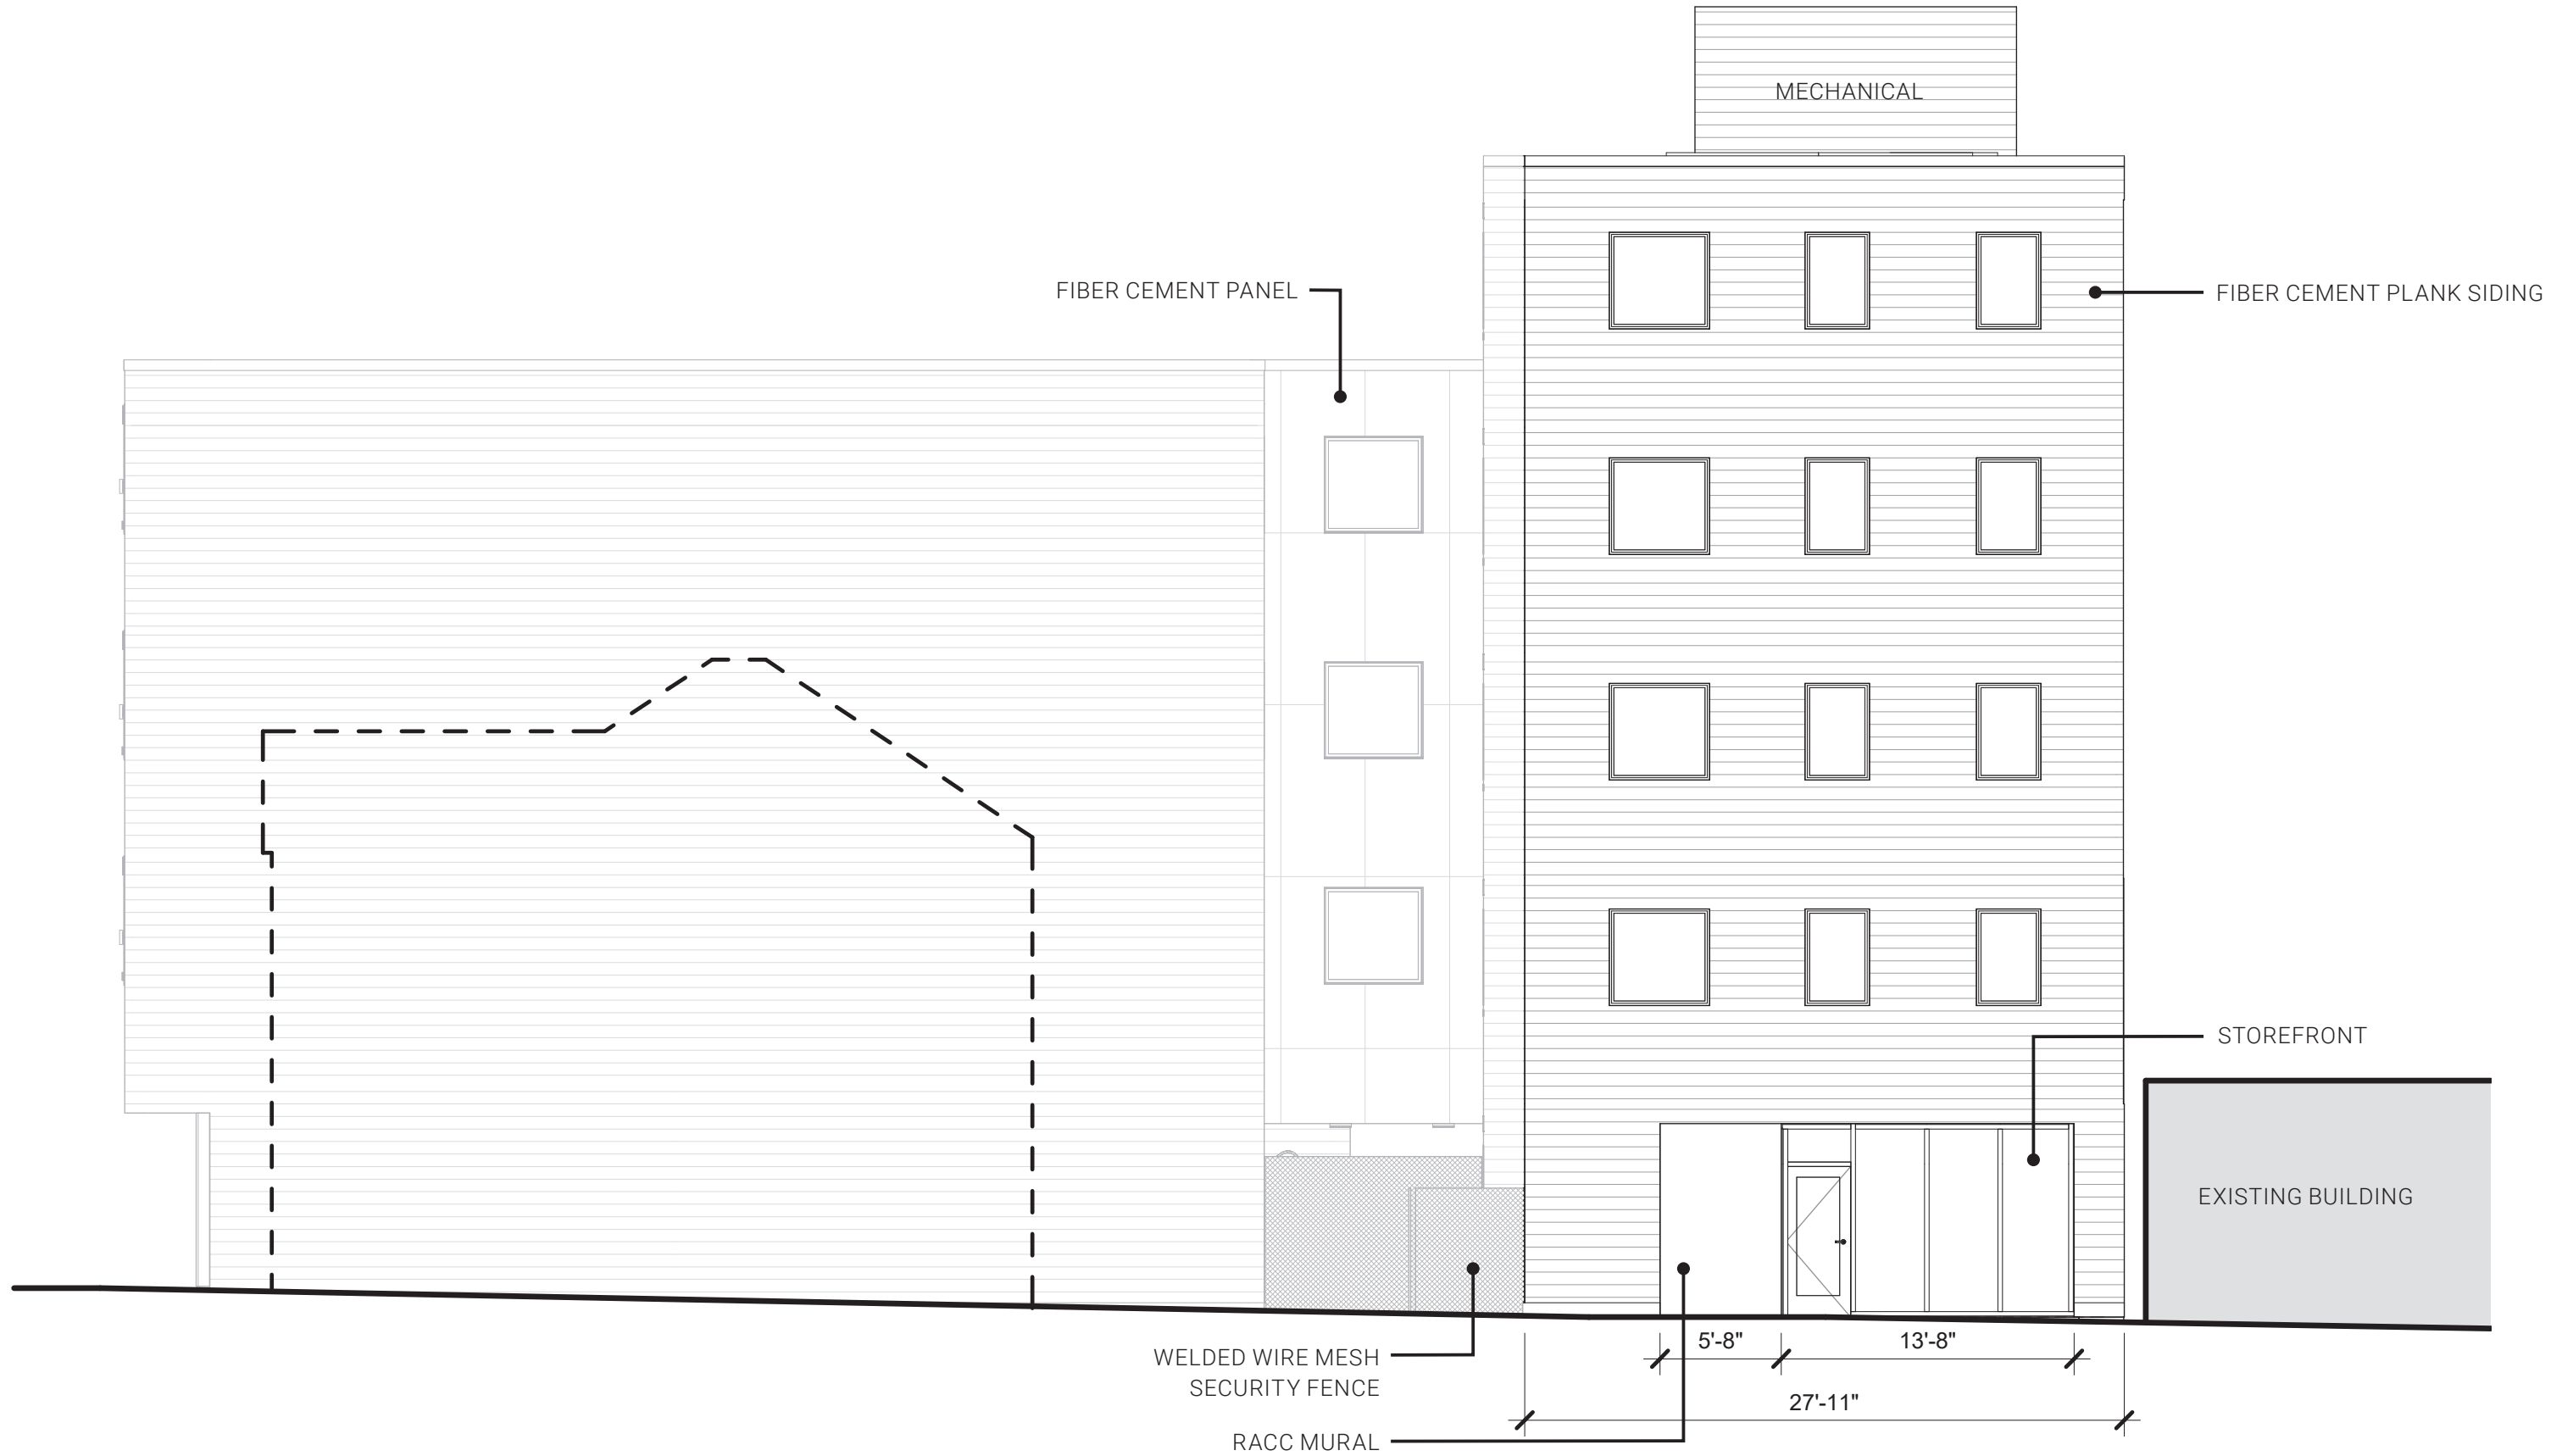 MECHANICAL
FIBER CEMENT PANEL
FIBER CEMENT PLANK SIDING
STOREFRONT
EXISTING BUILDING
5'-8"
13'-8"
WELDED WIRE MESH
SECURITY FENCE
27'-11"
RACC MURAL